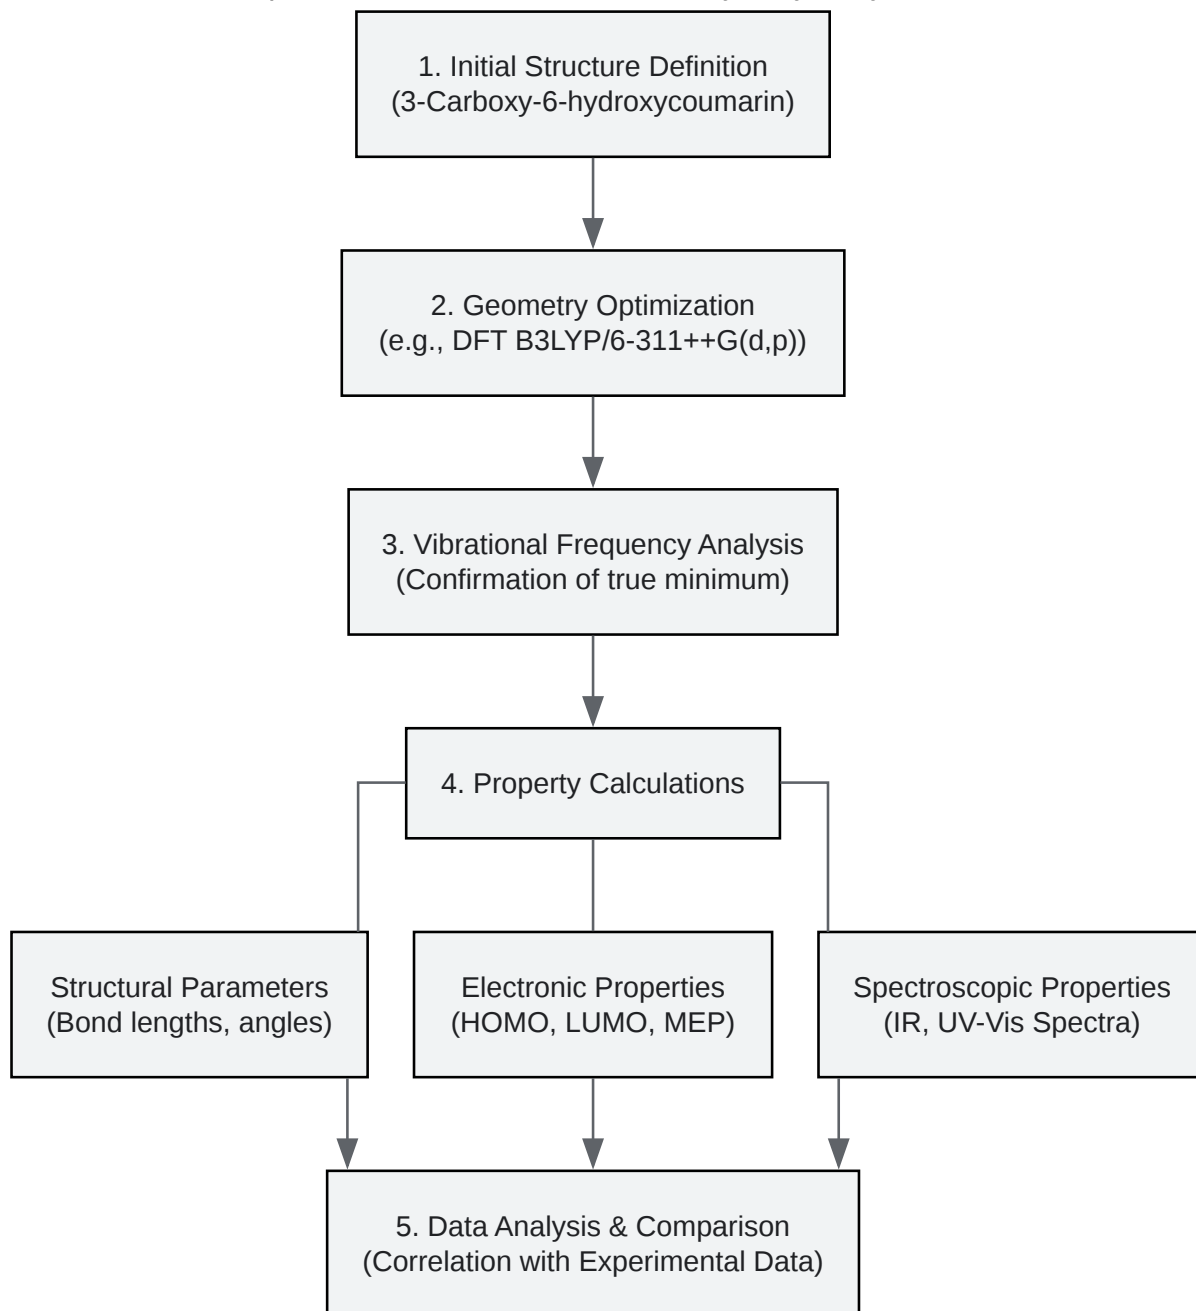 1. Initial Structure Definition
(3-Carboxy-6-hydroxycoumarin)
2. Geometry Optimization
(e.g., DFT B3LYP/6-311++G(d,p))
3. Vibrational Frequency Analysis
(Confirmation of true minimum)
4. Property Calculations
Structural Parameters
(Bond lengths, angles)
Electronic Properties
(HOMO, LUMO, MEP)
Spectroscopic Properties
(IR, UV-Vis Spectra)
5. Data Analysis & Comparison
(Correlation with Experimental Data)